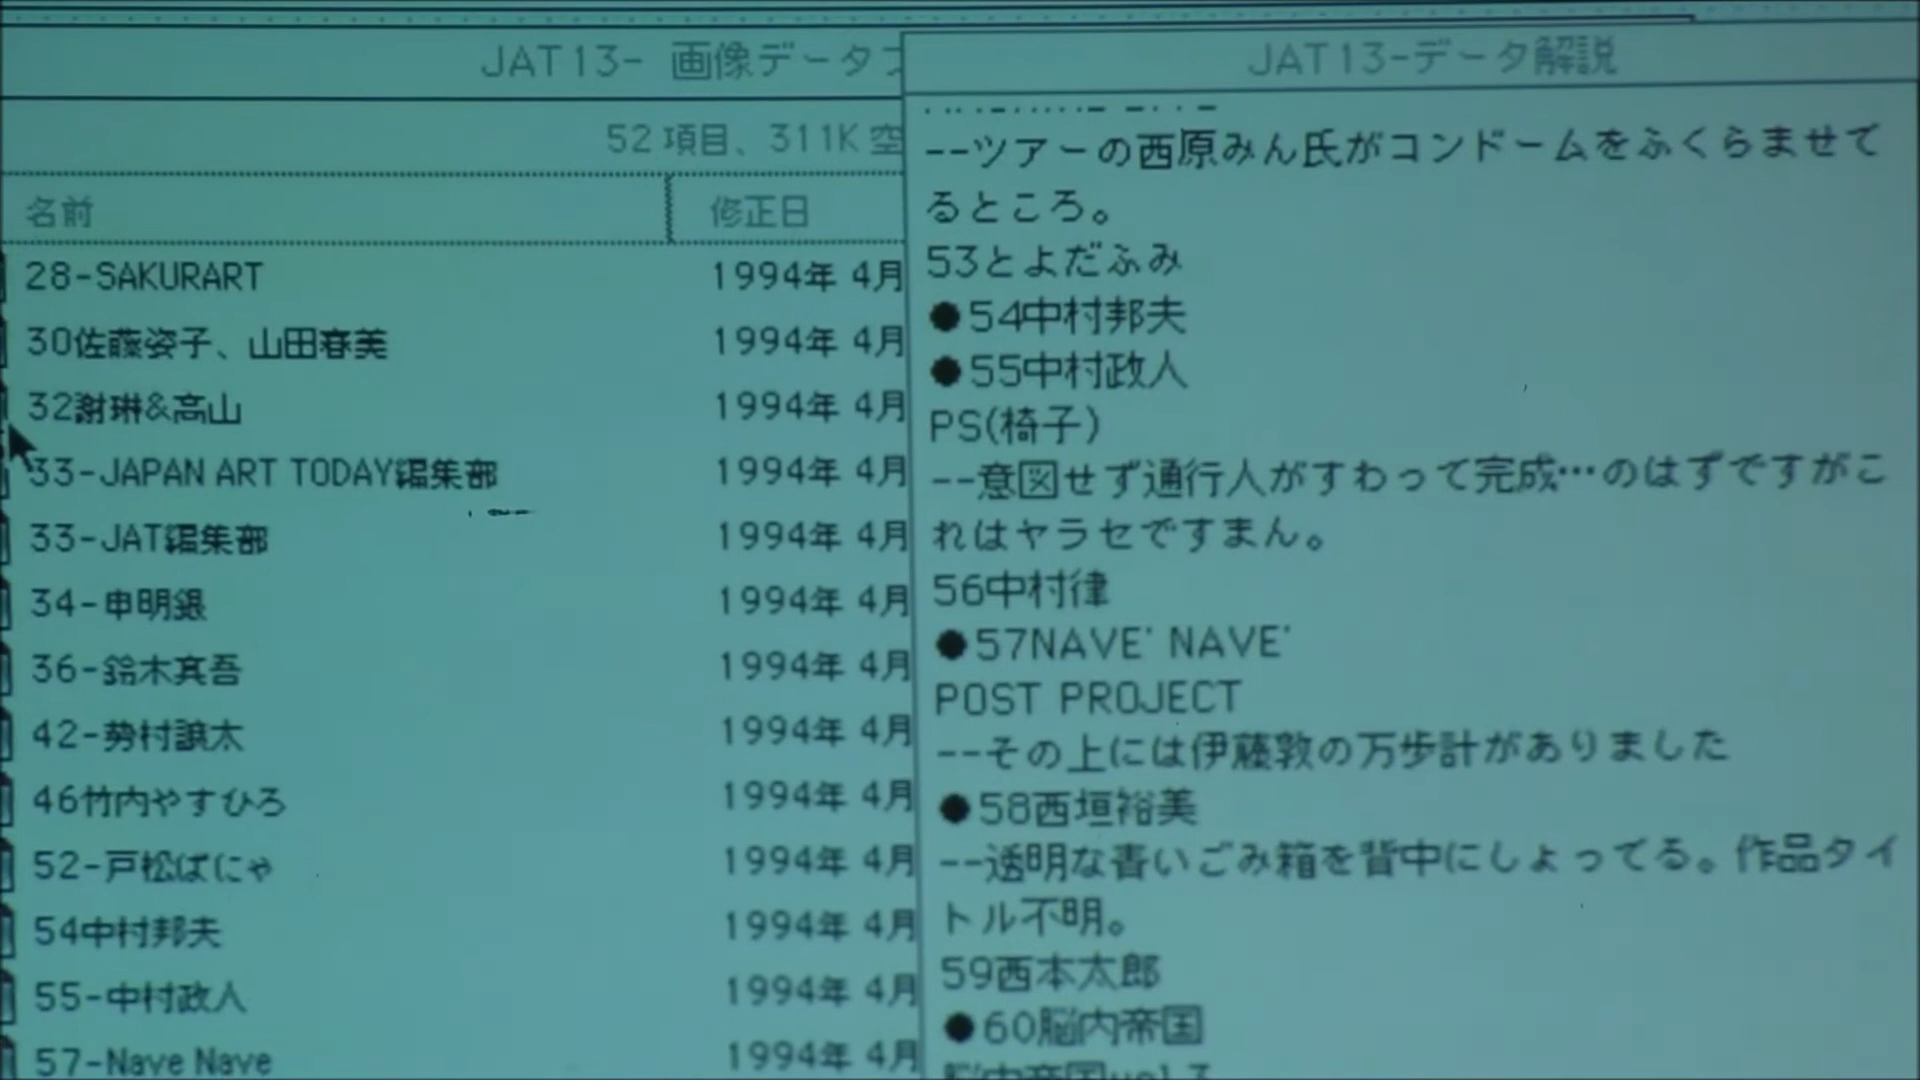 JAT13- 画像データ
52 項目、311K 空
名前 修正日
28-SAKURART 1994年 4月
30佐藤姿子、山田春美 1994年 4月
32謝琳&高山 1994年 4月
33-JAPAN ART TODAY編集部 1994年 4月
33-JAT編集部 1994年 4月
34-申明銀 1994年 4月
36-鈴木真吾 1994年 4月
42-勢村譲太 1994年 4月
46竹内やすひろ 1994年 4月
52-戸松ばにゃ 1994年 4月
54中村邦夫 1994年 4月
55-中村政人 1994年 4月
57-Nave Nave 1994年 4月
JAT13-データ解説
--ツアーの西原みん氏がコンドームをふくらませて
るところ。
53とよだふみ
●54中村邦夫
●55中村政人
PS(椅子)
--意図せず通行人がすわって完成…のはずですがこ
れはヤラセですまん。
56中村律
●57NAVE' NAVE'
POST PROJECT
--その上には伊藤敦の万歩計がありました
●58西垣裕美
--透明な青いごみ箱を背中にしょってる。作品タイ
トル不明。
59西本太郎
●60脳内帝国